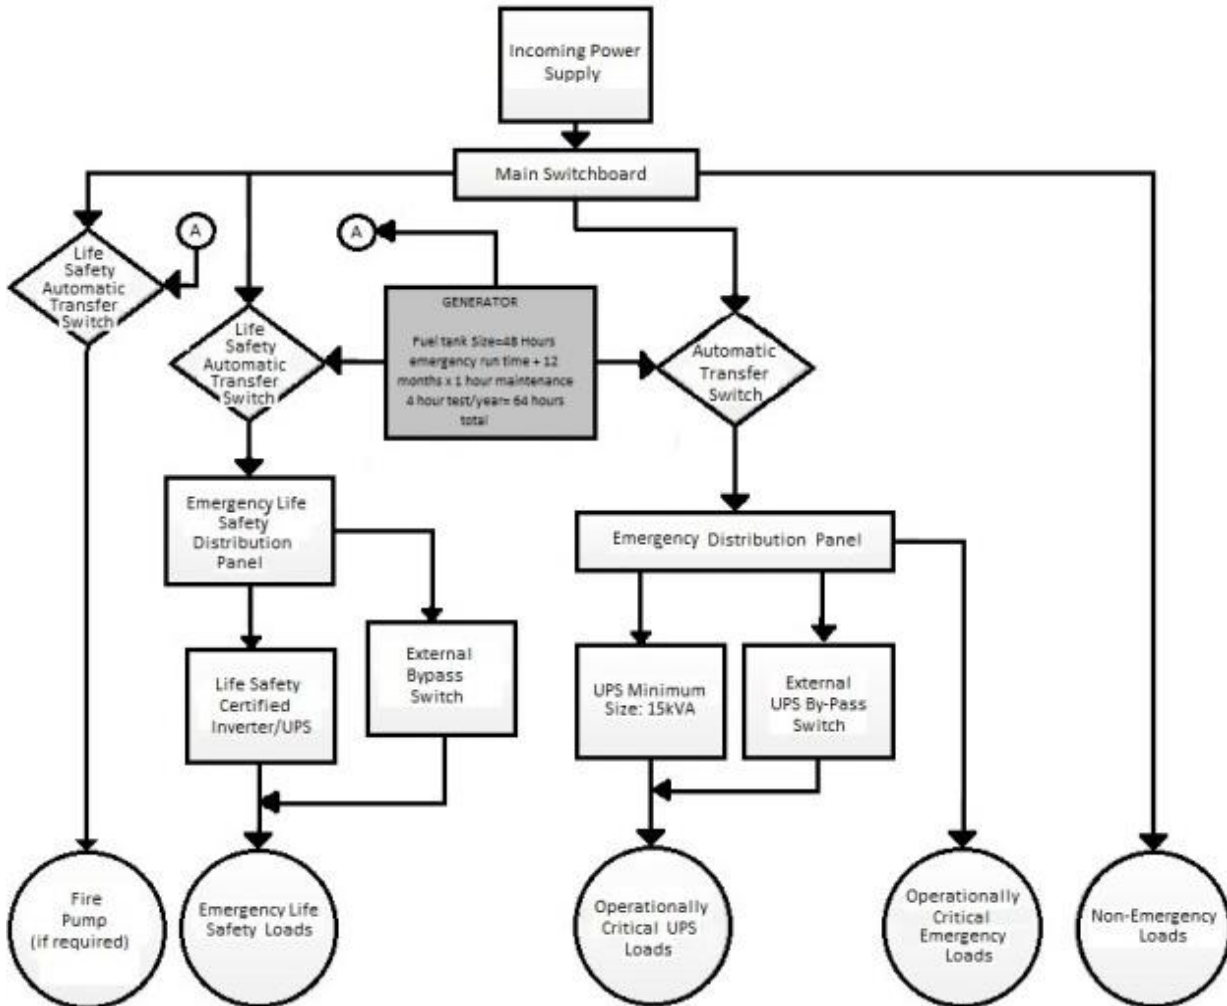 Incoming Power
Supply
Main Switchboard
A
A
Life
Safety
Automatic
Transfer
Switch
GENERATOR
Fuel tank Size=48 Hours
emergency run time + 12
months x 1 hour maintenance
4 hour test/year= 64 hours
total
Life
Safety
Automatic
Transfer
Switch
Automatic
Transfer
Switch
Emergency Life
Safety
Distribution
Panel
Emergency Distribution Panel
External
Bypass
Switch
Life Safety
Certified
Inverter/UPS
UPS Minimum
Size: 15kVA
External
UPS By-Pass
Switch
Fire
Pump
(if required)
Emergency Life
Safety Loads
Operationally
Critical UPS
Loads
Operationally
Critical
Emergency
Loads
Non-Emergency
Loads